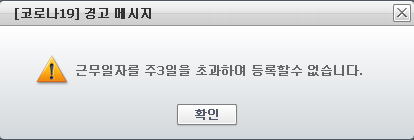 [코로나19] 경고 메시지
근무일자를 주3일을 초과하여 등록할수 없습니다.
확인